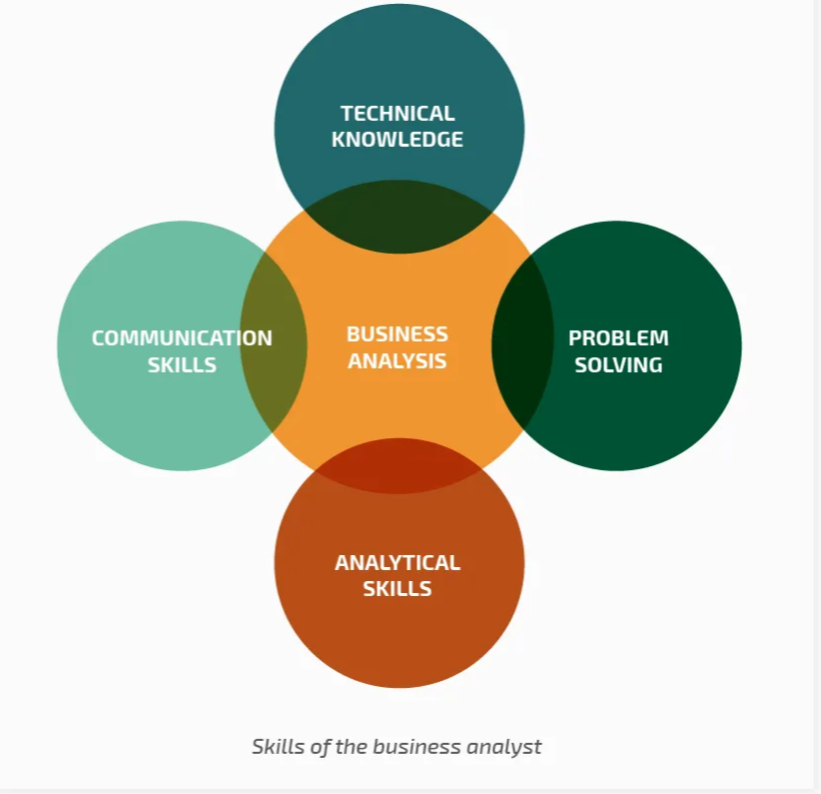 TECHNICAL
KNOWLEDGE
COMMUNICATION
SKILLS
BUSINESS
ANALYSIS
PROBLEM
SOLVING
ANALYTICAL
SKILLS
Skills of the business analyst